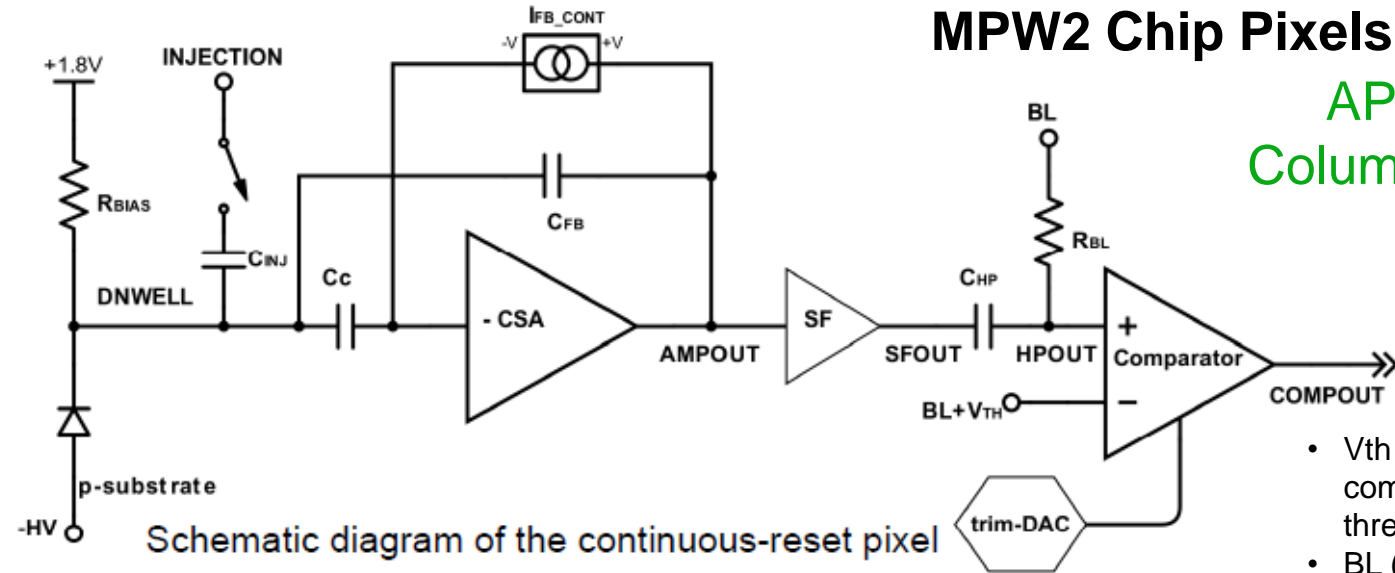 MPW2 Chip Pixels
AP
Colum
IFB_CONT
-V
+V
+1.8V
INJECTION
BL
RBIAS
CFB
RBL
CINJ
Cc
CHP
DNWELL
- CSA
SF
+
AMPOUT
SFOUT
HPOUT
Comparator
BL+VTH
−
COMPOUT
p-substrate
-HV
trim-DAC
Schematic diagram of the continuous-reset pixel
• Vth
com
thre
• BL (